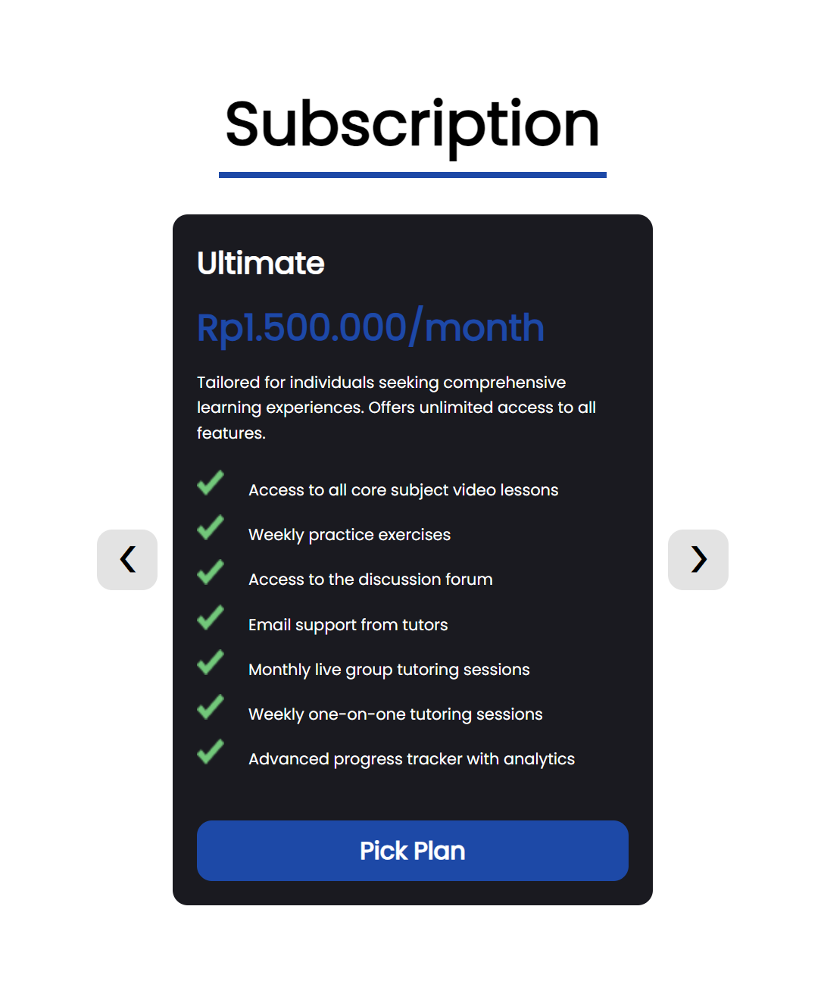 Subscription
Ultimate
Rp1.500.000/month
Tailored for individuals seeking comprehensive
learning experiences. Offers unlimited access to all
features.
Access to all core subject video lessons
Weekly practice exercises
Access to the discussion forum
Email support from tutors
Monthly live group tutoring sessions
Weekly one-on-one tutoring sessions
Advanced progress tracker with analytics
Pick Plan